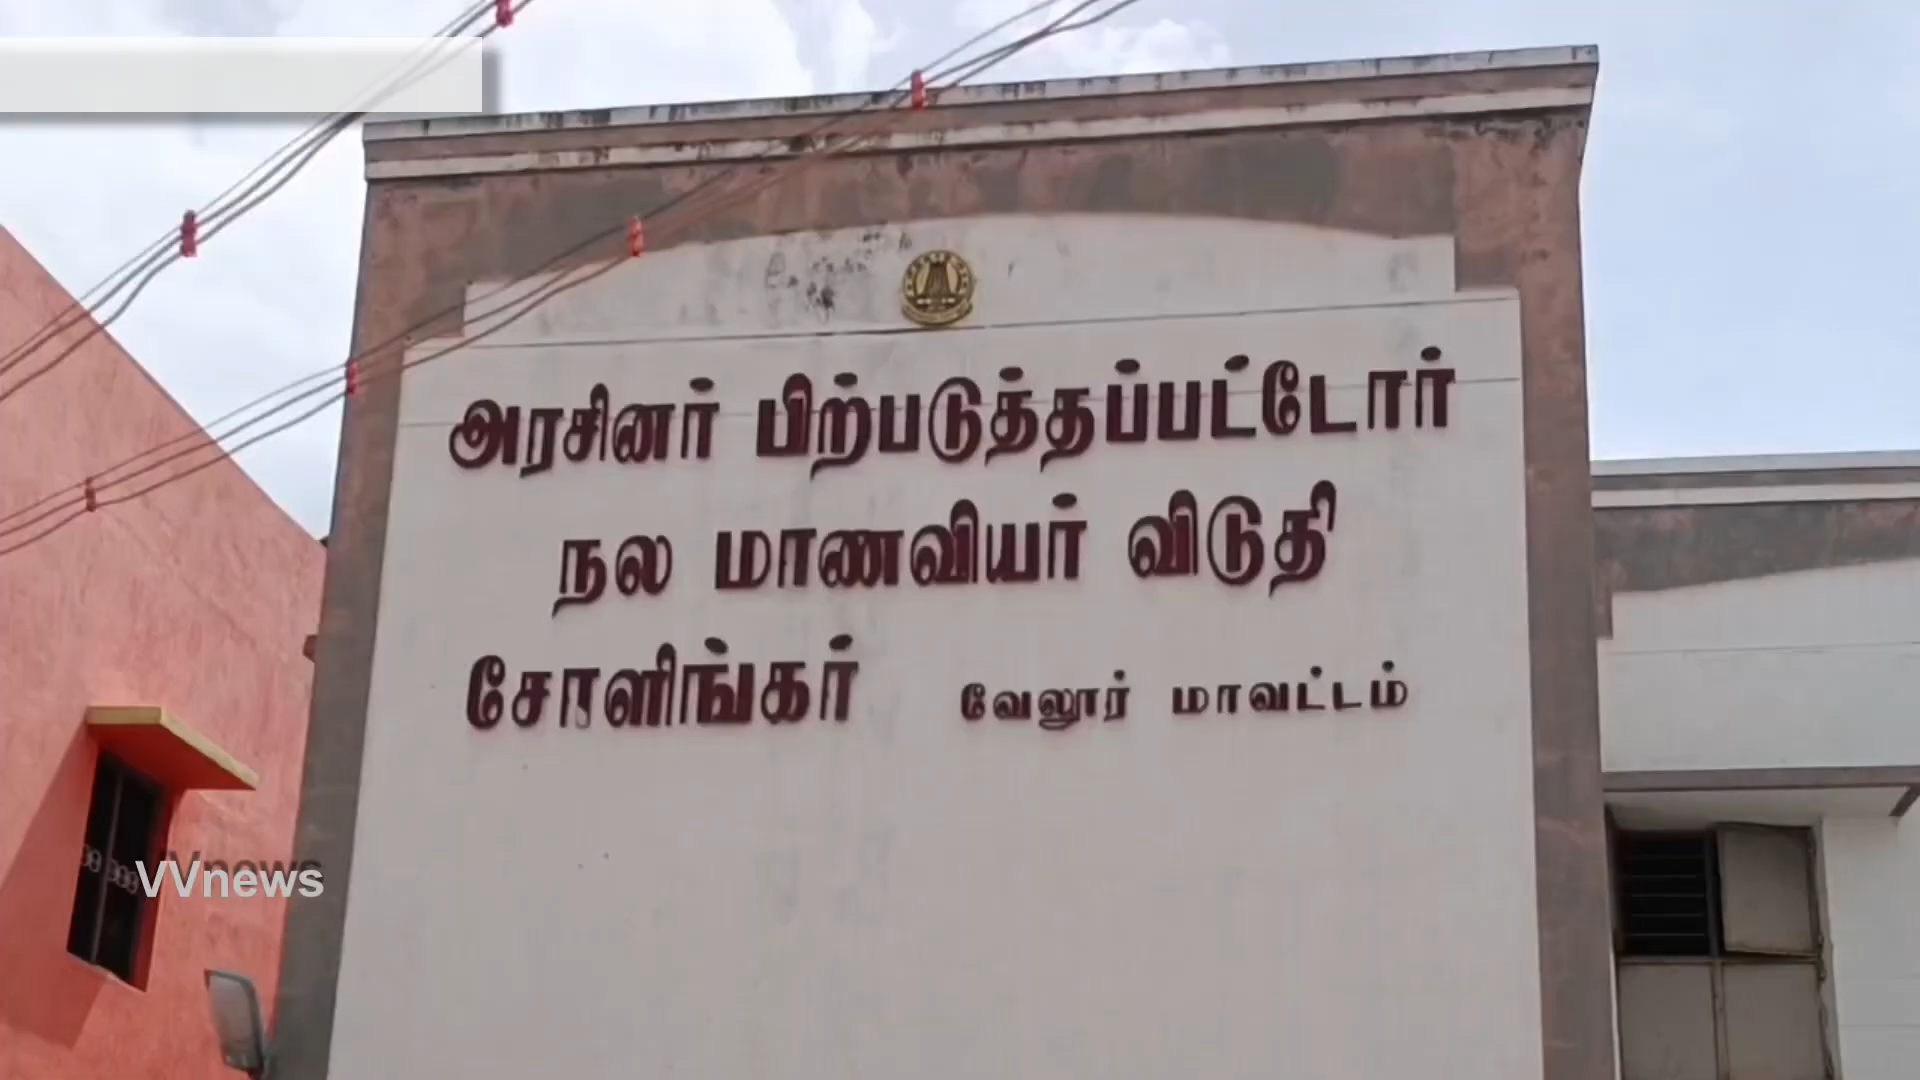 அரசினர் பிற்படுத்தப்பட்டோர்
நல மாணவியர் விடுதி
சோளிங்கர் வேலூர் மாவட்டம்
VVnews